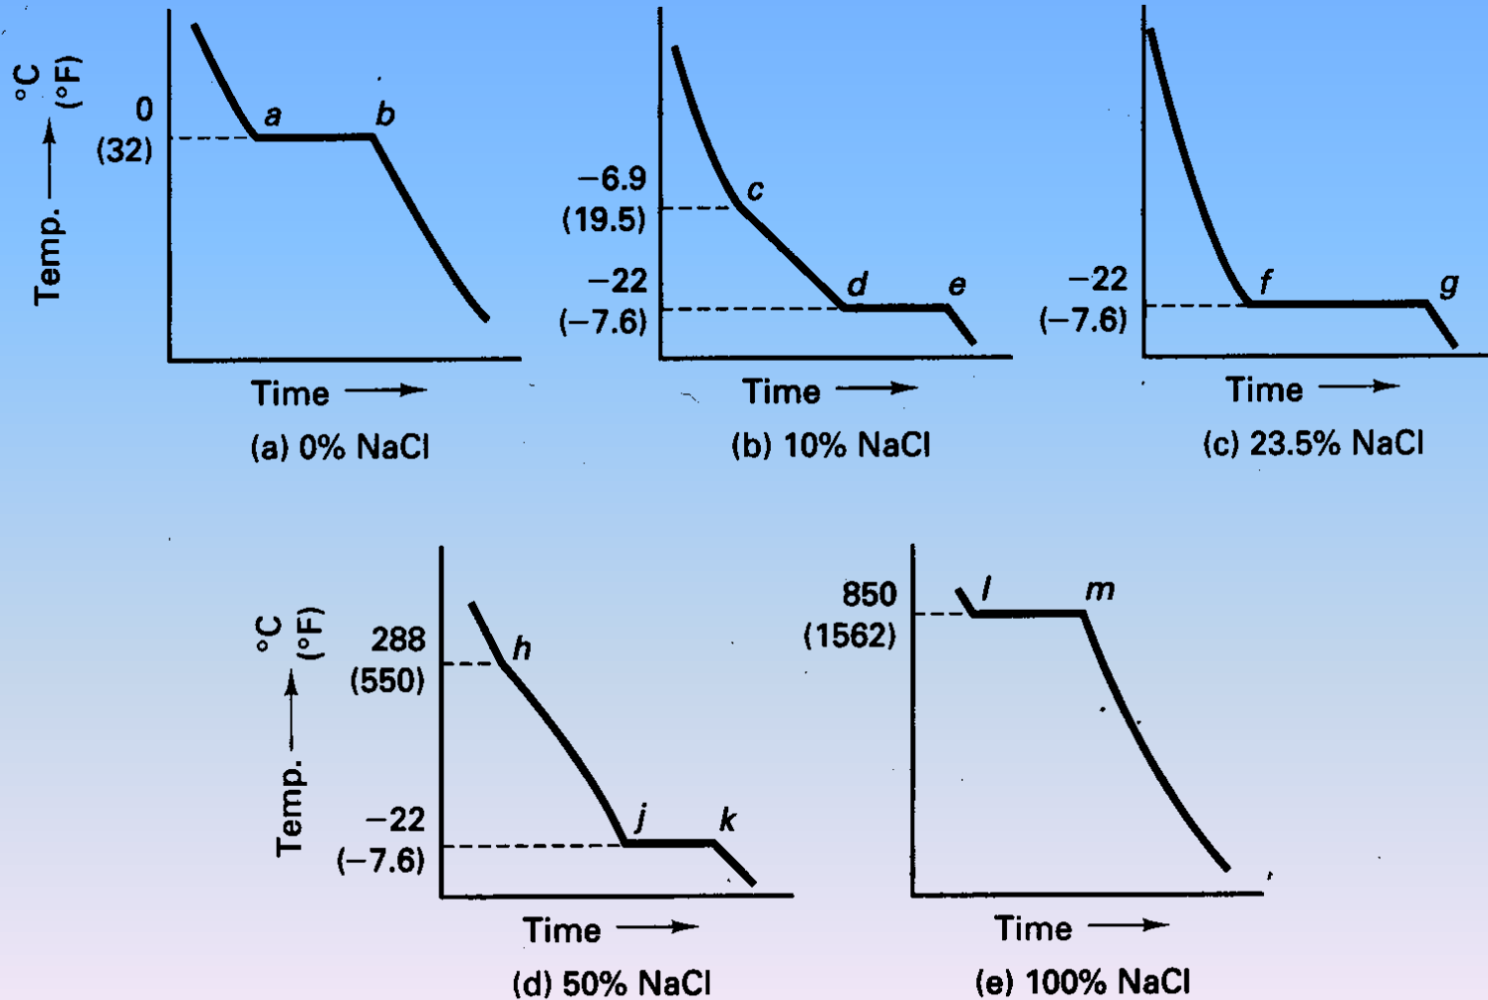 °C
(°F)
Temp.
0
(32)
a
b
Time
(a) 0% NaCl
−6.9
(19.5)
−22
(−7.6)
c
d
e
Time
(b) 10% NaCl
−22
(−7.6)
f
g
Time
(c) 23.5% NaCl
°C
(°F)
Temp.
288
(550)
−22
(−7.6)
h
j
k
Time
(d) 50% NaCl
850
(1562)
l
m
Time
(e) 100% NaCl